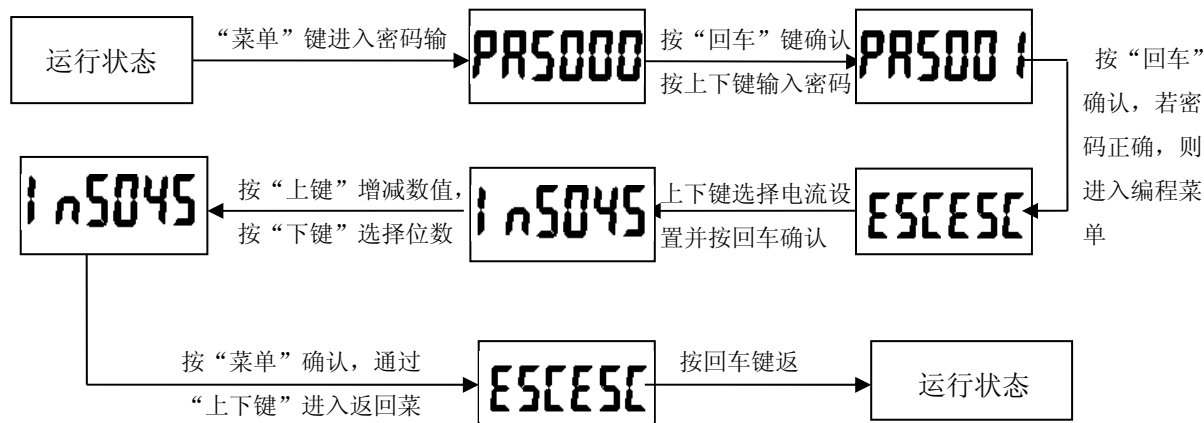 运行状态
“菜单”键进入密码输
PAS000
按“回车”键确认
按上下键输入密码
PAS001
按“回车”
确认，若密
码正确，则
进入编程菜
单
InS045
按“上键”增减数值，
按“下键”选择位数
InS045
上下键选择电流设
置并按回车确认
ESCESC
按“菜单”确认，通过
“上下键”进入返回菜
ESCESC
按回车键返
运行状态